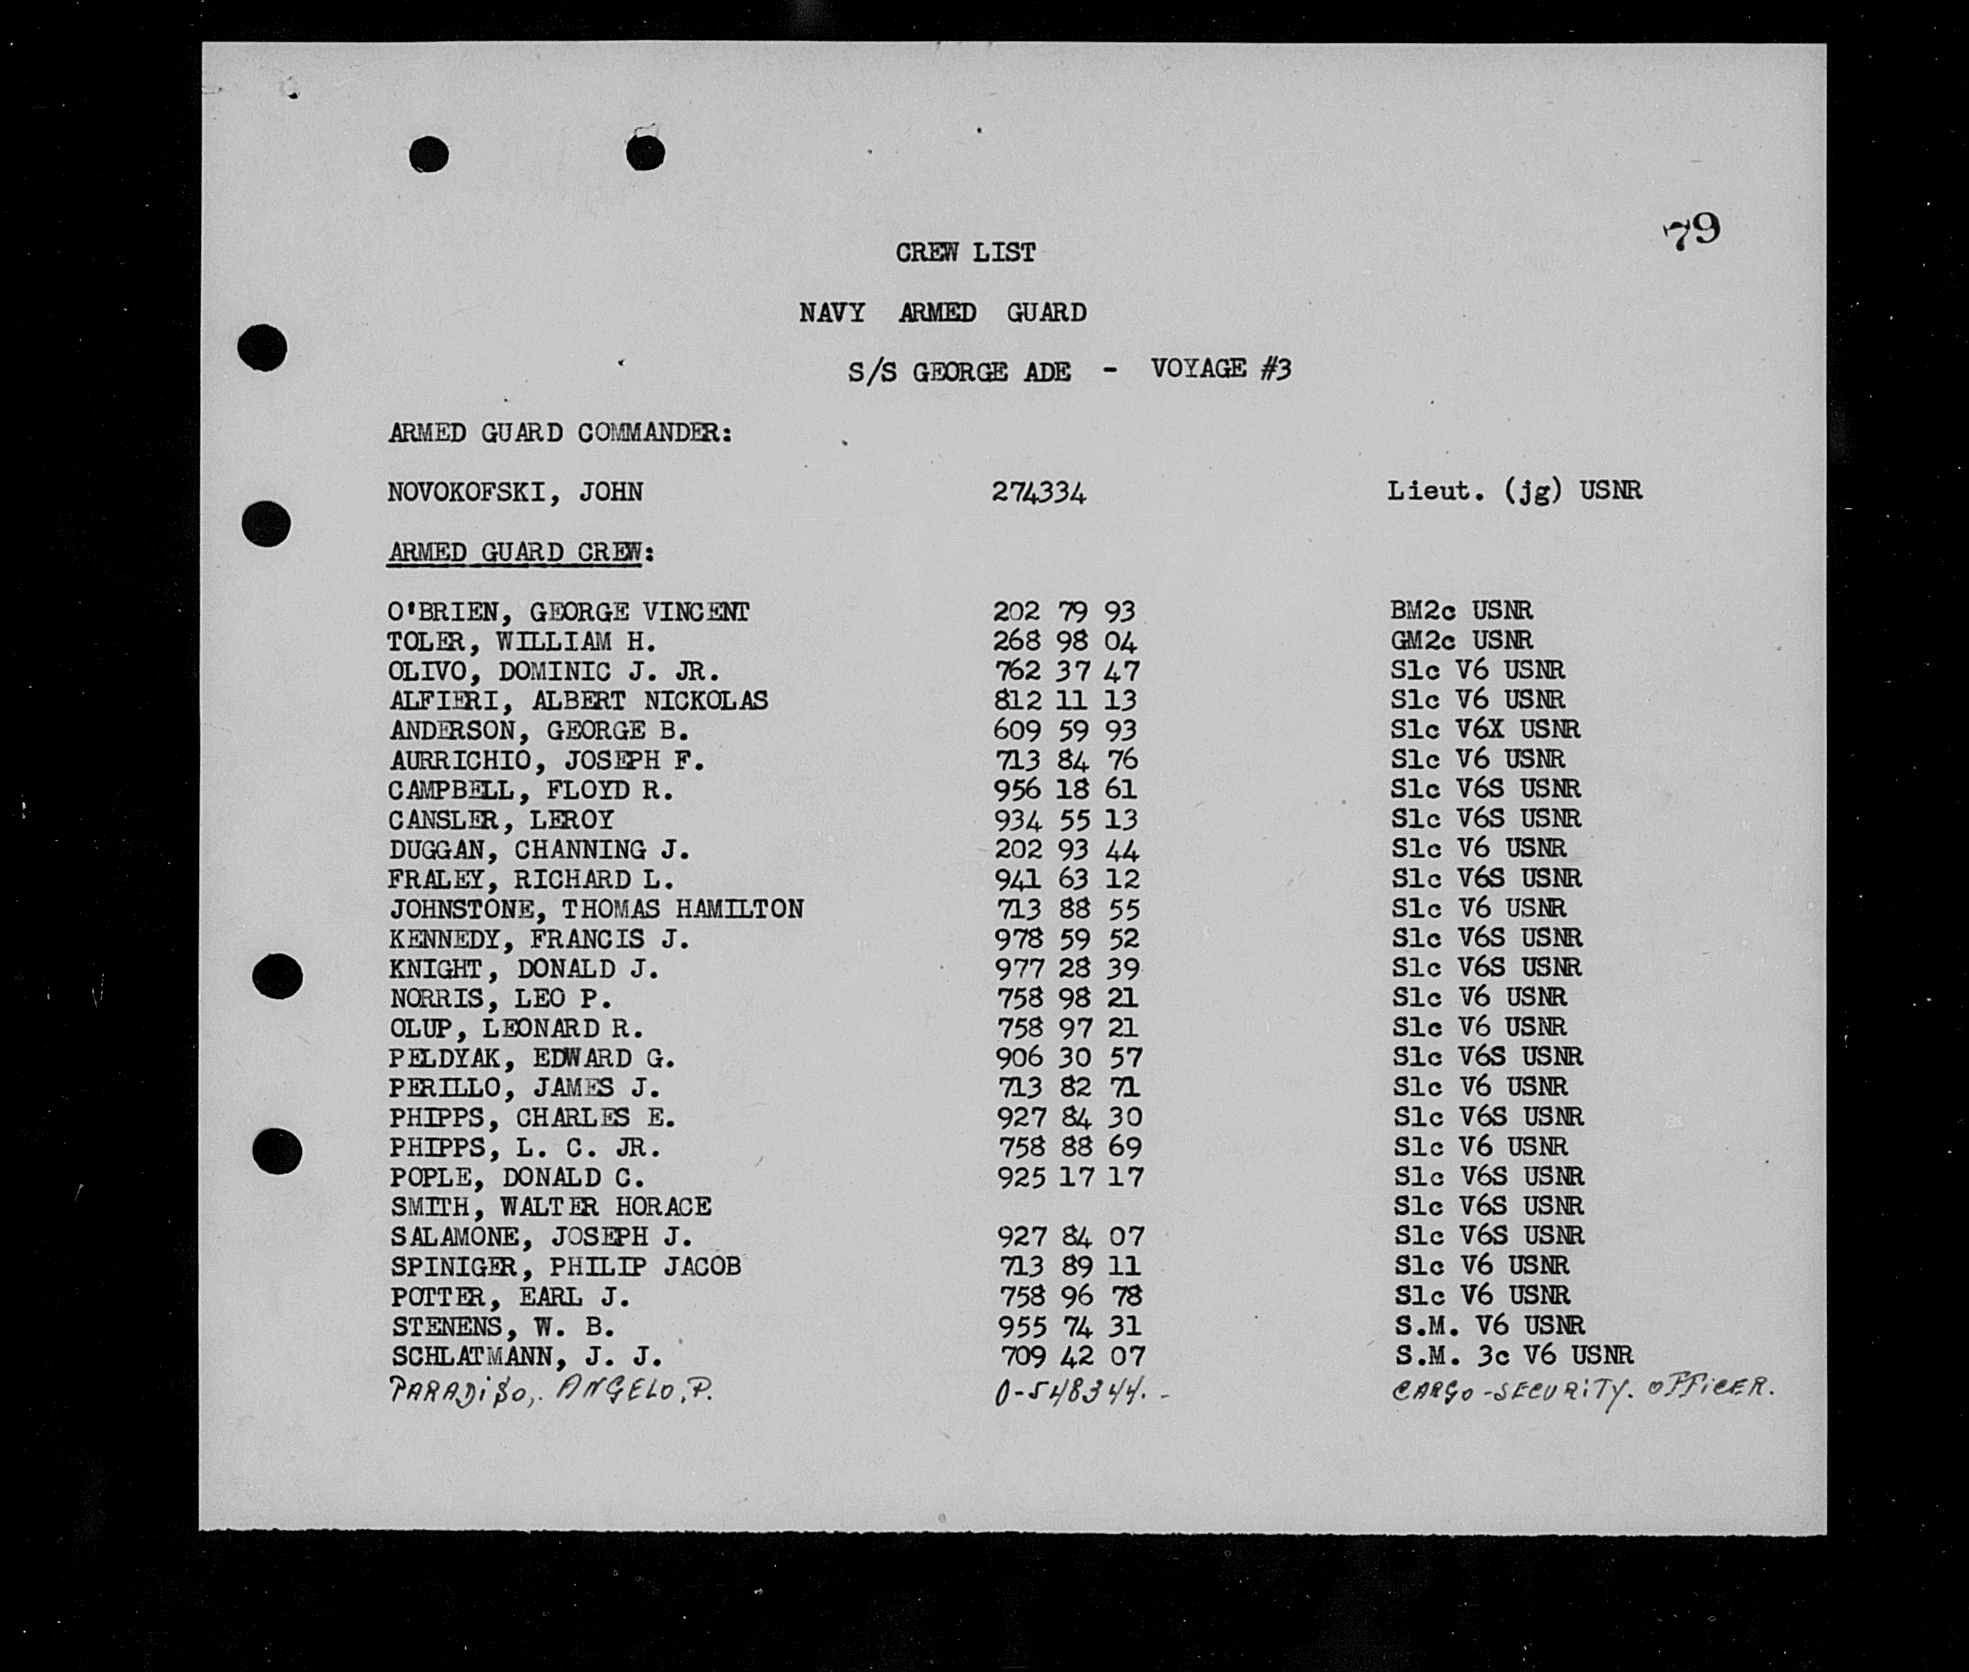 79
CREW LIST
NAVY ARMED GUARD
S/S GEORGE ADE - VOYAGE #3
ARMED GUARD COMMANDER:
NOVOKOFSKI, JOHN 274334 Lieut. (jg) USNR
ARMED GUARD CREW:
O'BRIEN, GEORGE VINCENT 202 79 93 BM2c USNR
TOLER, WILLIAM H. 268 98 04 GM2c USNR
OLIVO, DOMINIC J. JR. 762 37 47 S1c V6 USNR
ALFIERI, ALBERT NICKOLAS 812 11 13 S1c V6 USNR
ANDERSON, GEORGE B. 609 59 93 S1c V6X USNR
AURRICHIO, JOSEPH F. 713 84 76 S1c V6 USNR
CAMPBELL, FLOYD R. 956 18 61 S1c V6S USNR
CANSLER, LEROY 934 55 13 S1c V6S USNR
DUGGAN, CHANNING J. 202 93 44 S1c V6 USNR
FRALEY, RICHARD L. 941 63 12 S1c V6S USNR
JOHNSTONE, THOMAS HAMILTON 713 88 55 S1c V6 USNR
KENNEDY, FRANCIS J. 978 59 52 S1c V6S USNR
KNIGHT, DONALD J. 977 28 39 S1c V6S USNR
NORRIS, LEO P. 758 98 21 S1c V6 USNR
OLUP, LEONARD R. 758 97 21 S1c V6 USNR
PELDYAK, EDWARD G. 906 30 57 S1c V6S USNR
PERILLO, JAMES J. 713 82 71 S1c V6 USNR
PHIPPS, CHARLES E. 927 84 30 S1c V6S USNR
PHIPPS, L. C. JR. 758 88 69 S1c V6 USNR
POPLE, DONALD C. 925 17 17 S1c V6S USNR
SMITH, WALTER HORACE S1c V6S USNR
SALAMONE, JOSEPH J. 927 84 07 S1c V6S USNR
SPINIGER, PHILIP JACOB 713 89 11 S1c V6 USNR
POTTER, EARL J. 758 96 78 S1c V6 USNR
STENENS, W. B. 955 74 31 S.M. V6 USNR
SCHLATMANN, J. J. 709 42 07 S.M. 3c V6 USNR
PARADISO, ANGELO, P. O-548344.- CARGO-SECURITY. OFFICER.